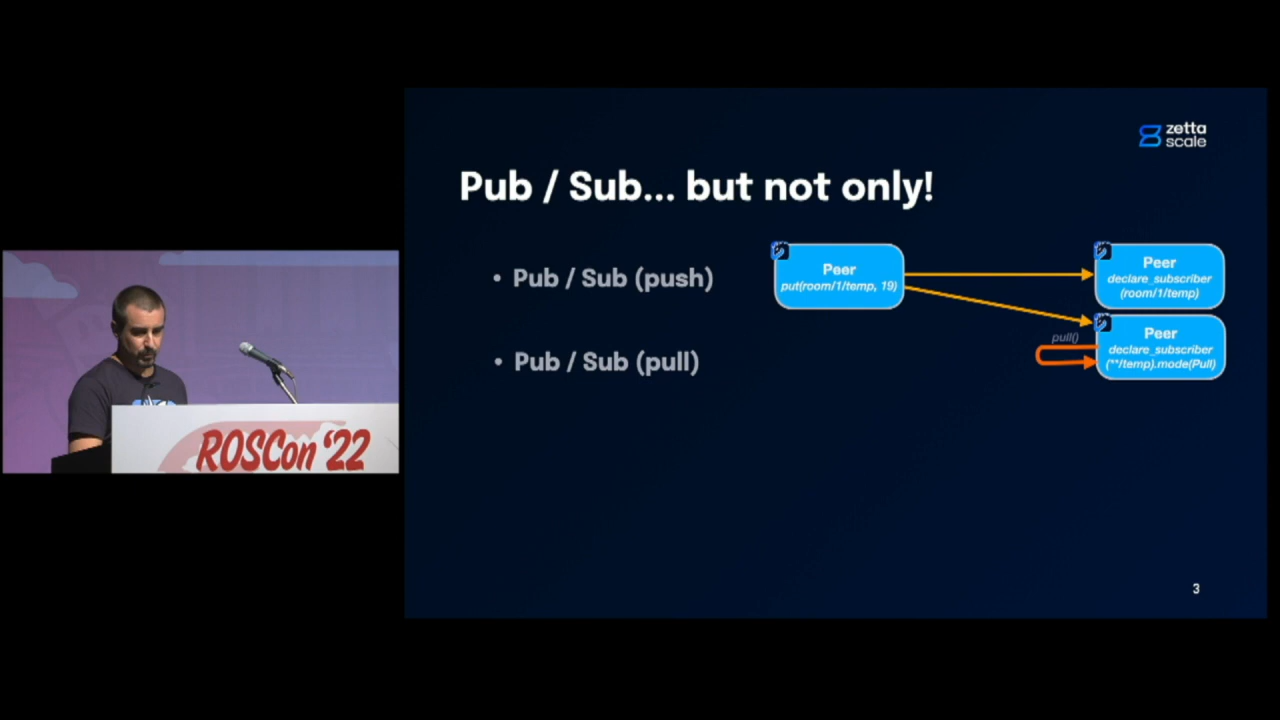 zetta
scale
Pub / Sub... but not only!
• Pub / Sub (push)
Peer
put(room/1/temp, 19)
Peer
declare_subscriber
(room/1/temp)
• Pub / Sub (pull)
pull()
Peer
declare_subscriber
(**/temp).mode(Pull)
ROSCon '22
3